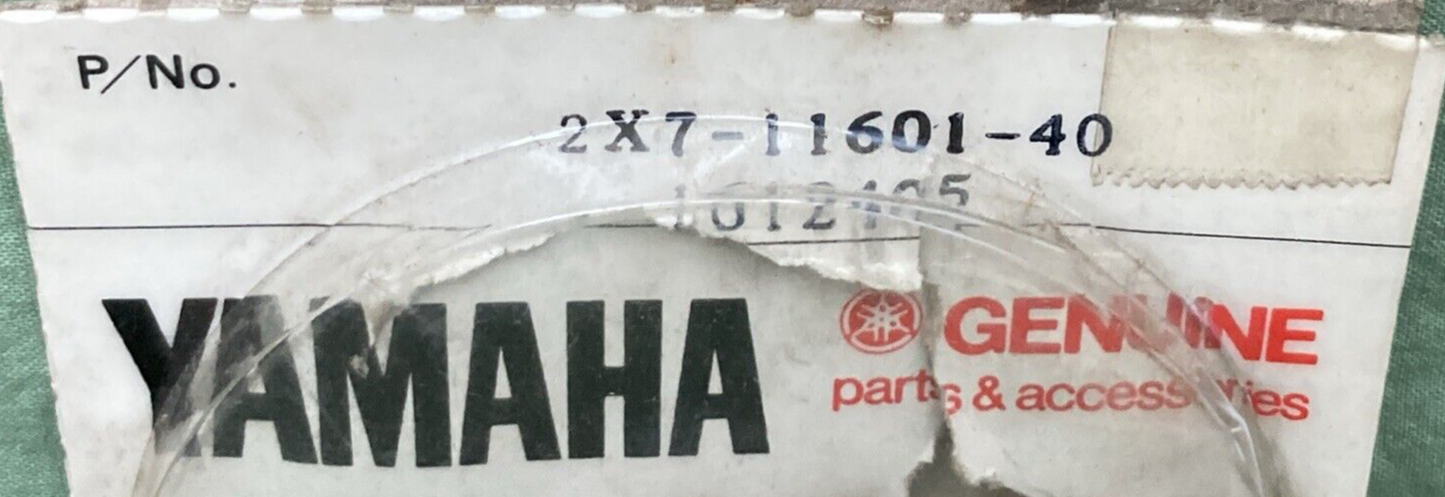 P/No.
2X7-11601-40
YAMAHA
GENUINE
parts & accessories